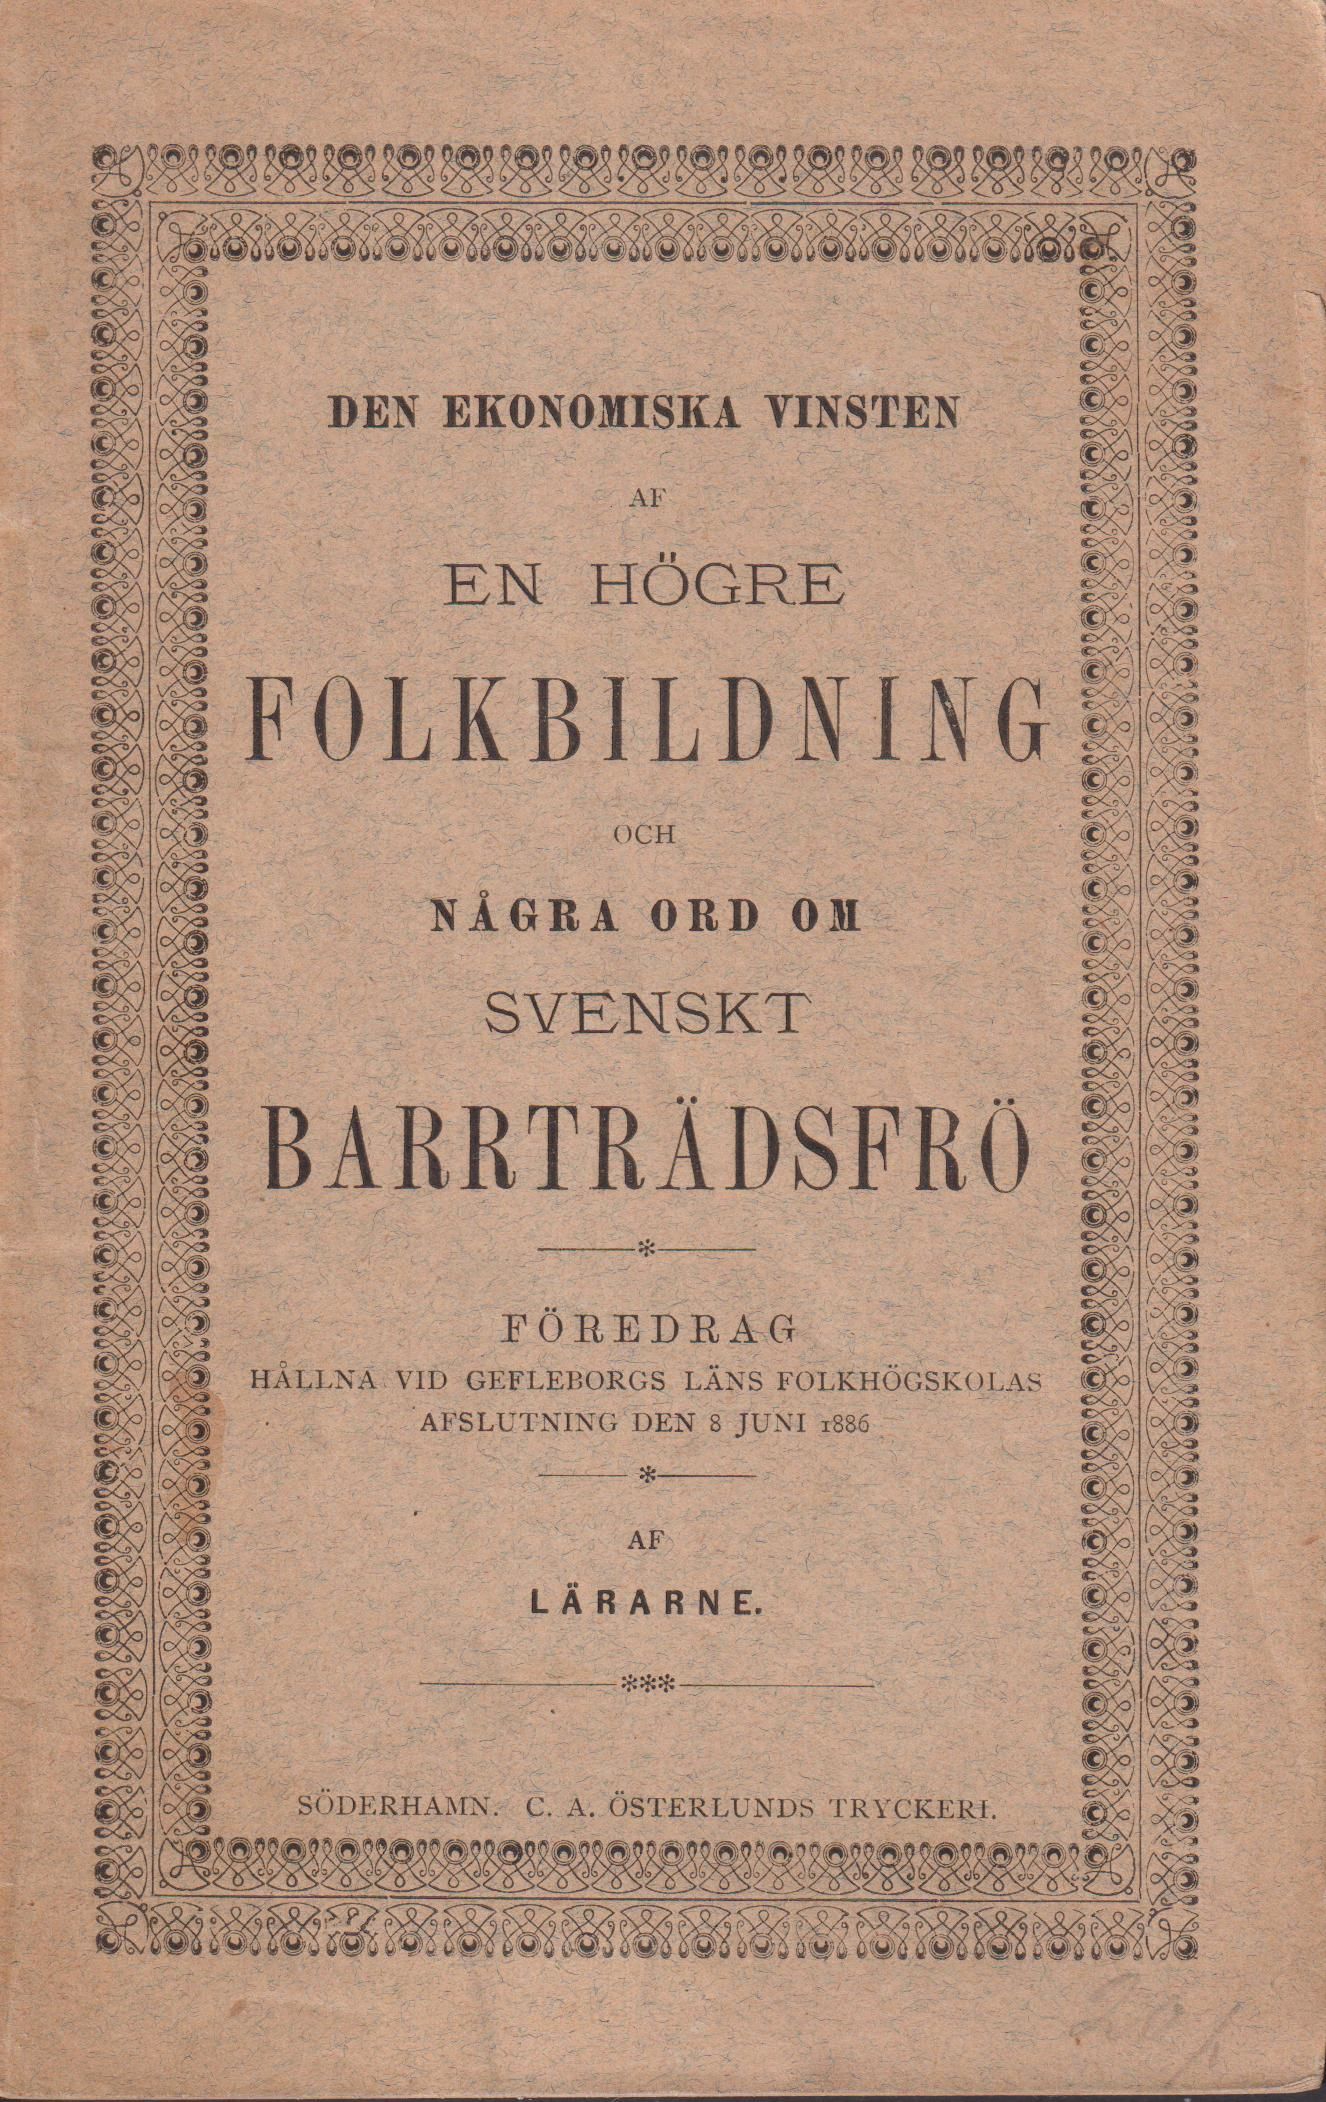 DEN EKONOMISKA VINSTEN
AF
EN HÖGRE
FOLKBILDNING
OCH
NÅGRA ORD OM
SVENSKT
BARRTRÄDSFRÖ
FÖREDRAG
HÅLLNA VID GEFLEBORGS LÄNS FOLKHÖGSKOLAS
AFSLUTNING DEN 8 JUNI 1886
AF
LÄRARNE.
SÖDERHAMN. C. A. ÖSTERLUNDS TRYCKERI.